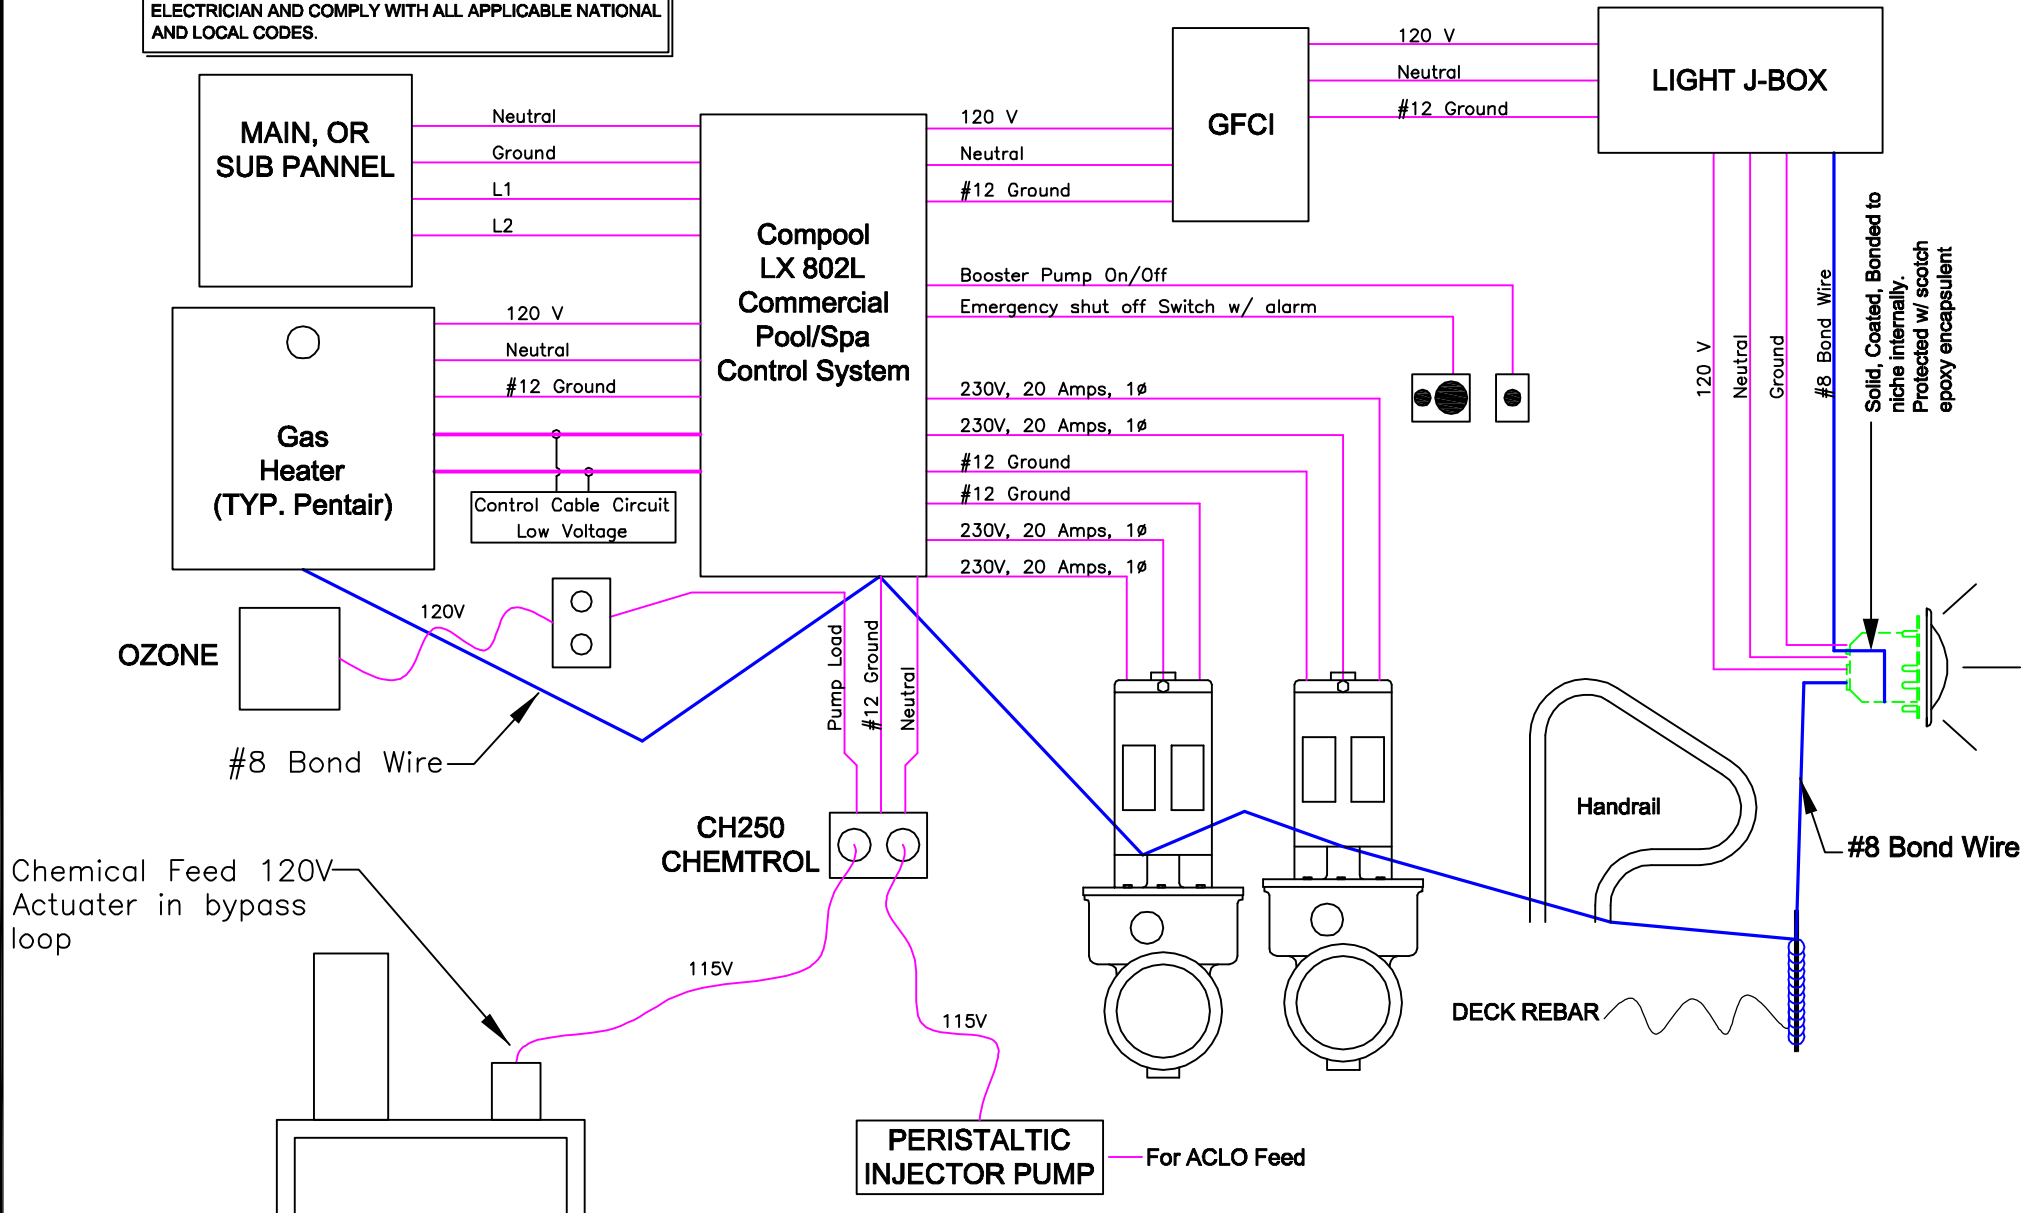 ELECTRICIAN AND COMPLY WITH ALL APPLICABLE NATIONAL
AND LOCAL CODES.
MAIN, OR
SUB PANNEL
Neutral
Ground
L1
L2
Gas
Heater
(TYP. Pentair)
120 V
Neutral
#12 Ground
Control Cable Circuit
Low Voltage
Compool
LX 802L
Commercial
Pool/Spa
Control System
120 V
Neutral
#12 Ground
GFCI
120 V
Neutral
#12 Ground
LIGHT J-BOX
Booster Pump On/Off
Emergency shut off Switch w/ alarm
230V, 20 Amps, 1ø
230V, 20 Amps, 1ø
#12 Ground
#12 Ground
230V, 20 Amps, 1ø
230V, 20 Amps, 1ø
120 V
Neutral
Ground
#8 Bond Wire
Solid, Coated, Bonded to
niche internally.
Protected w/ scotch
epoxy encapsulent
OZONE
120V
#8 Bond Wire
Pump Load
#12 Ground
Neutral
CH250
CHEMTROL
Chemical Feed 120V
Actuater in bypass
loop
115V
115V
PERISTALTIC
INJECTOR PUMP
For ACLO Feed
Handrail
#8 Bond Wire
DECK REBAR